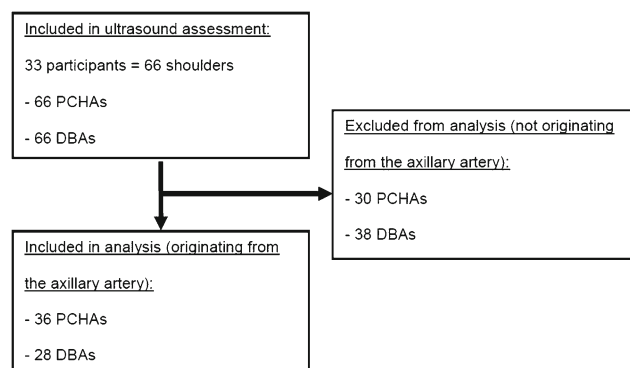 Included in ultrasound assessment:
33 participants = 66 shoulders
- 66 PCHAs
- 66 DBAs
Excluded from analysis (not originating
from the axillary artery):
- 30 PCHAs
- 38 DBAs
Included in analysis (originating from
the axillary artery):
- 36 PCHAs
- 28 DBAs